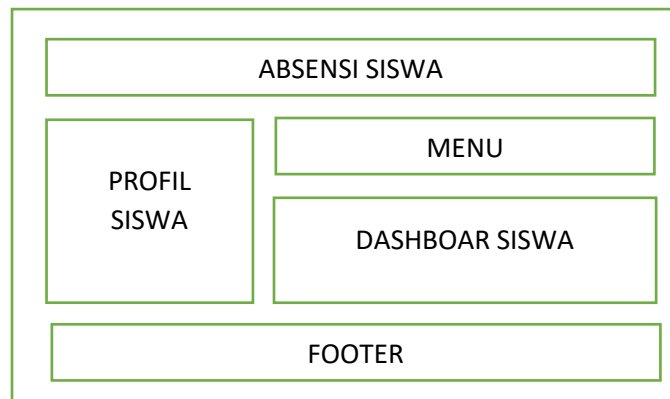 ABSENSI SISWA
PROFIL
SISWA
MENU
DASHBOAR SISWA
FOOTER